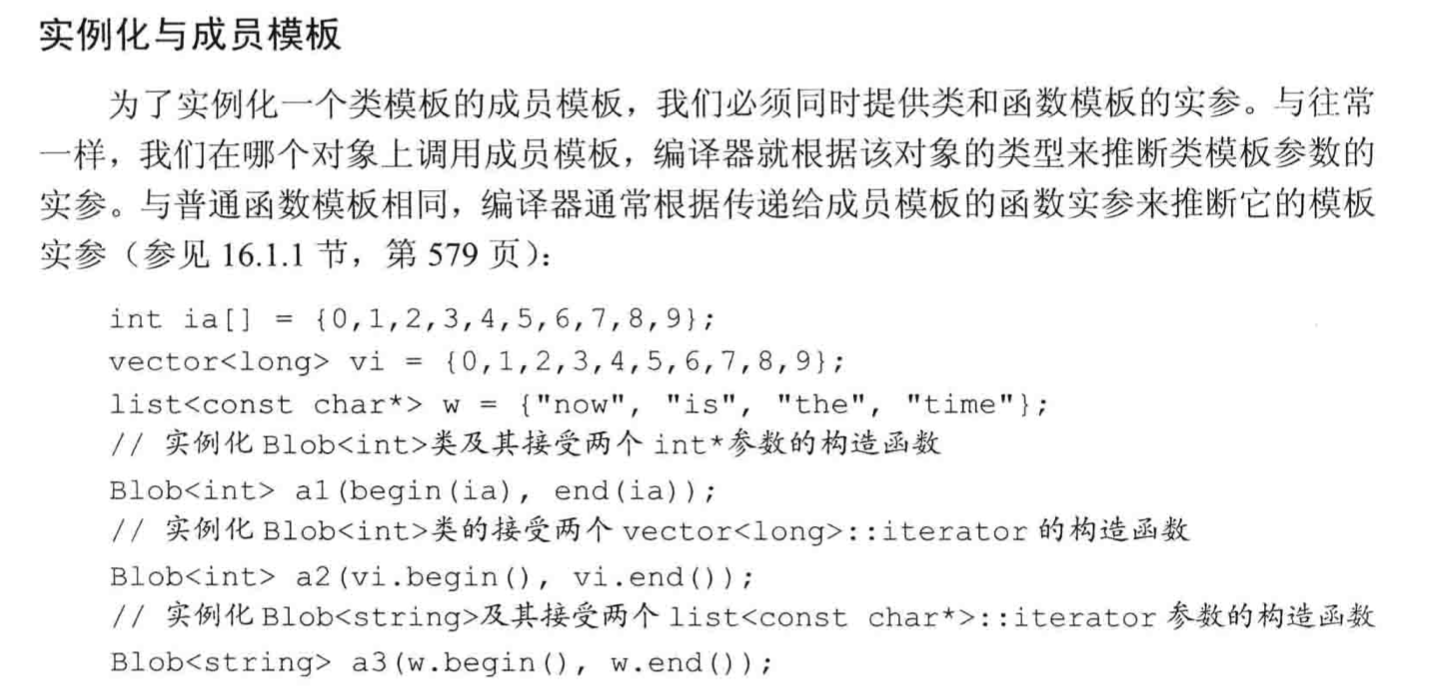 实例化与成员模板
为了实例化一个类模板的成员模板，我们必须同时提供类和函数模板的实参。与往常
一样，我们在哪个对象上调用成员模板，编译器就根据该对象的类型来推断类模板参数的
实参。与普通函数模板相同，编译器通常根据传递给成员模板的函数实参来推断它的模板
实参（参见 16.1.1 节，第 579 页）：
int ia[] = {0,1,2,3,4,5,6,7,8,9};
vector<long> vi = {0,1,2,3,4,5,6,7,8,9};
list<const char*> w = {"now", "is", "the", "time"};
// 实例化 Blob<int>类及其接受两个 int*参数的构造函数
Blob<int> a1(begin(ia), end(ia));
// 实例化 Blob<int>类的接受两个 vector<long>::iterator 的构造函数
Blob<int> a2(vi.begin(), vi.end());
// 实例化 Blob<string>及其接受两个 list<const char*>::iterator 参数的构造函数
Blob<string> a3(w.begin(), w.end());